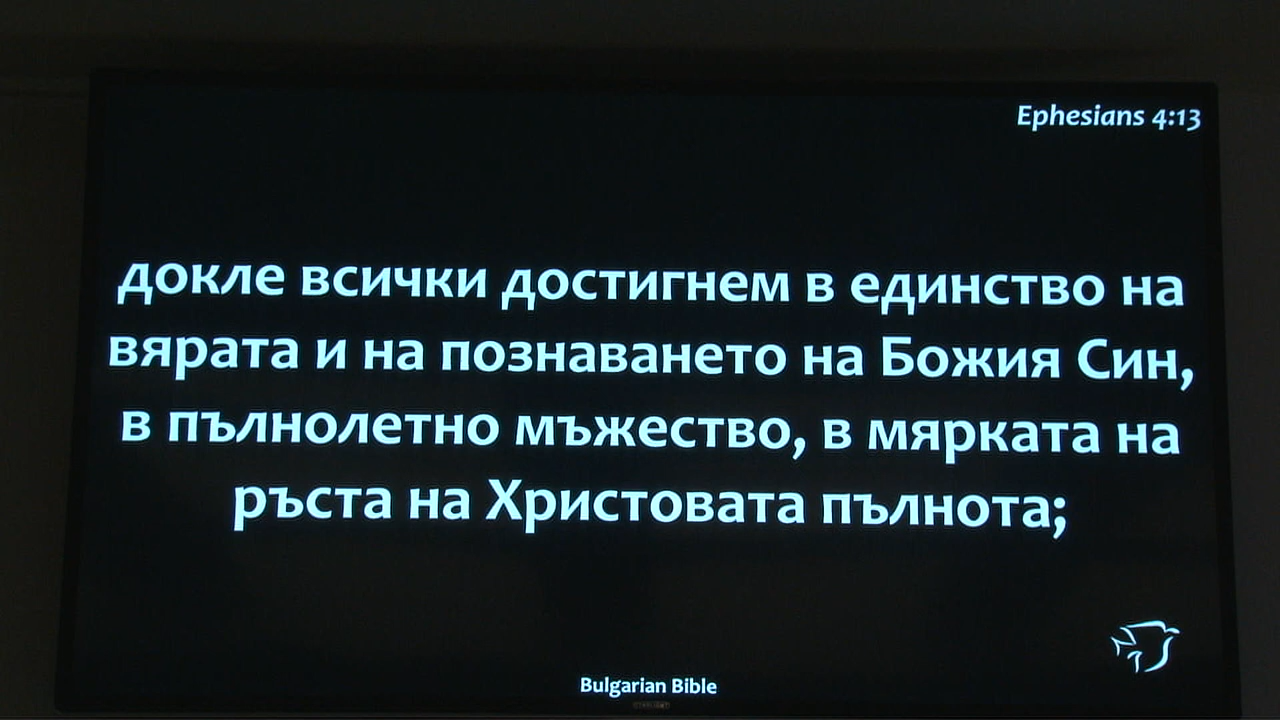 Ephesians 4:13
докле всички достигнем в единство на
вярата и на познаването на Божия Син,
в пълнолетно мъжество, в мярката на
ръста на Христовата пълнота;
Bulgarian Bible